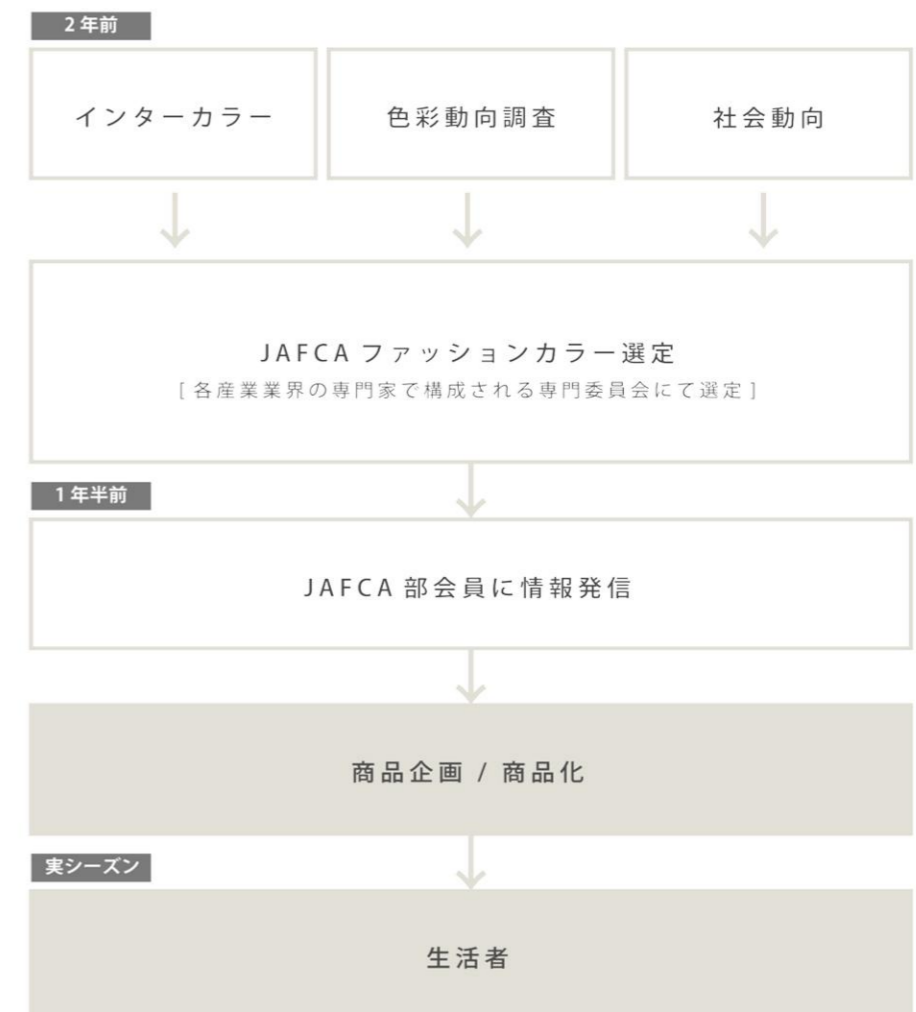 2年前
インターカラー
色彩動向調査
社会動向
JAFCA ファッションカラー選定
[ 各産業業界の専門家で構成される専門委員会にて選定 ]
1年半前
JAFCA 部会員に情報発信
商品企画 / 商品化
実シーズン
生活者